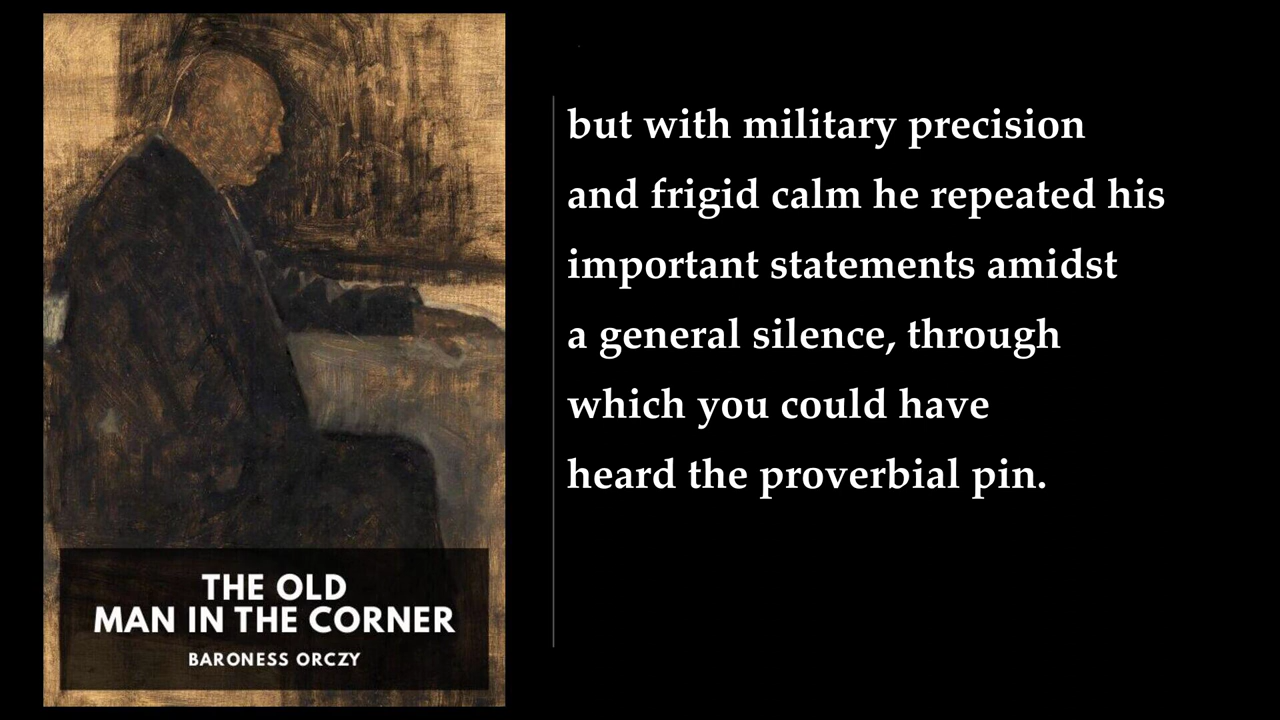 but with military precision
and frigid calm he repeated his
important statements amidst
a general silence, through
which you could have
heard the proverbial pin.
THE OLD
MAN IN THE CORNER
BARONESS ORCZY